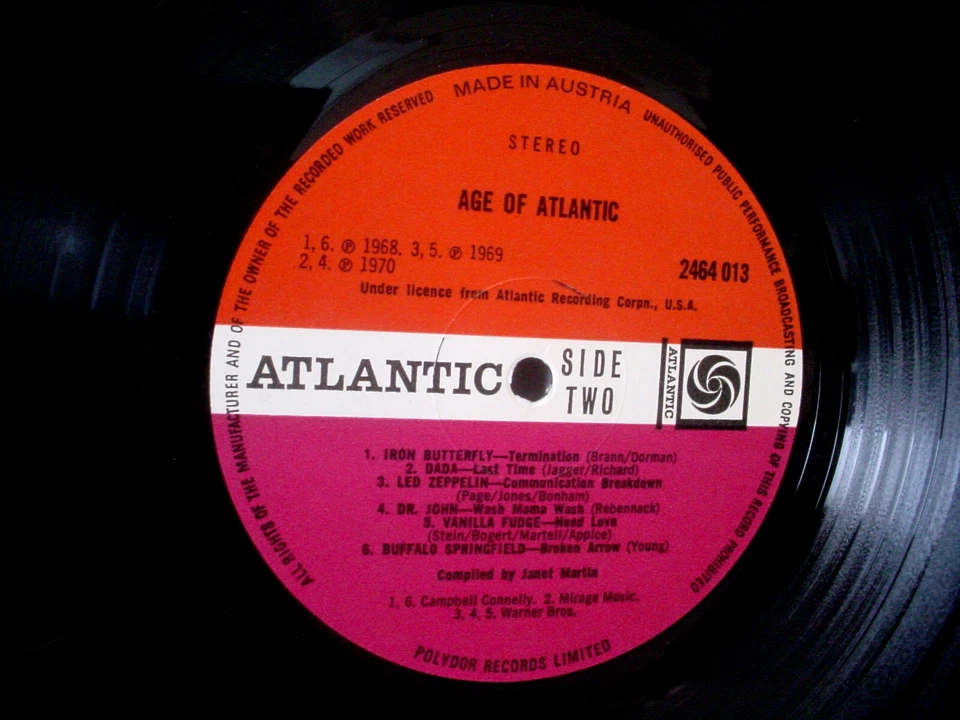 MADE IN AUSTRIA
ALL RIGHTS OF THE MANUFACTURER AND OF THE OWNER OF THE RECORDED WORK RESERVED
UNAUTHORISED PUBLIC PERFORMANCE BROADCASTING AND COPYING OF THIS RECORD PROHIBITED
STEREO
AGE OF ATLANTIC
1, 6. ℗ 1968. 3, 5. ℗ 1969
2, 4. ℗ 1970
2464 013
Under licence from Atlantic Recording Corpn., U.S.A.
ATLANTIC
SIDE
TWO
ATLANTIC
1. IRON BUTTERFLY—Termination (Brann/Dorman)
2. DADA—Last Time (Jagger/Richard)
3. LED ZEPPELIN—Communication Breakdown
(Page/Jones/Bonham)
4. DR. JOHN—Wash Mama Wash (Rebennack)
5. VANILLA FUDGE—Need Love
(Stein/Bogert/Martell/Appice)
6. BUFFALO SPRINGFIELD—Broken Arrow (Young)
Compiled by Janet Martin
1, 6. Campbell Connelly. 2. Mirage Music.
3, 4, 5. Warner Bros.
POLYDOR RECORDS LIMITED